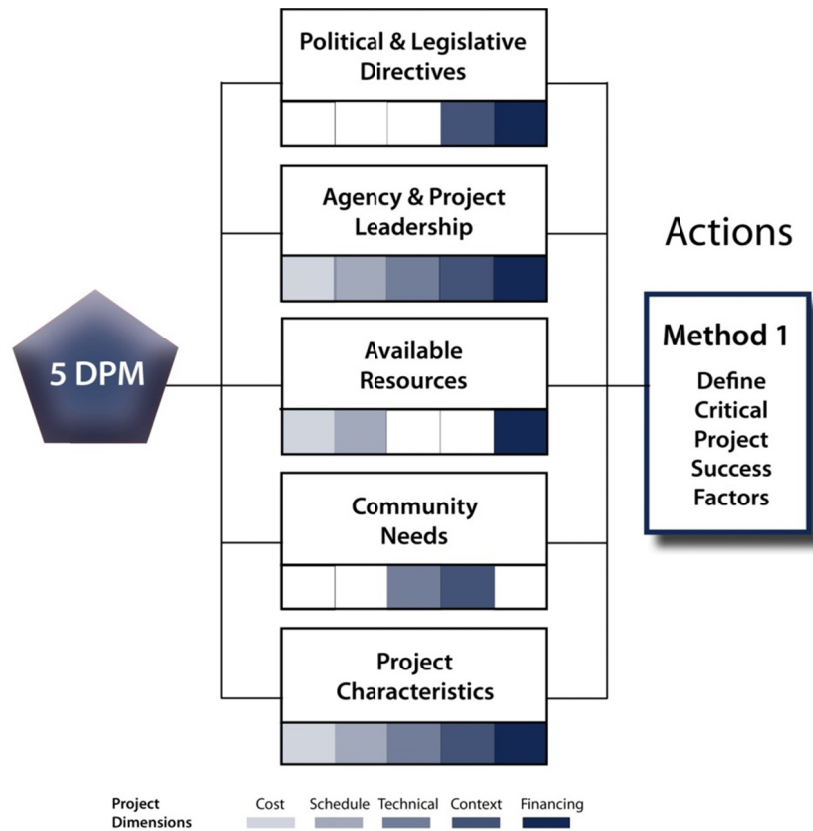 Political & Legislative
Directives
Agency & Project
Leadership
Actions
5 DPM
Available
Resources
Method 1
Define
Critical
Project
Success
Factors
Community
Needs
Project
Characteristics
Project
Dimensions
Cost Schedule Technical Context Financing